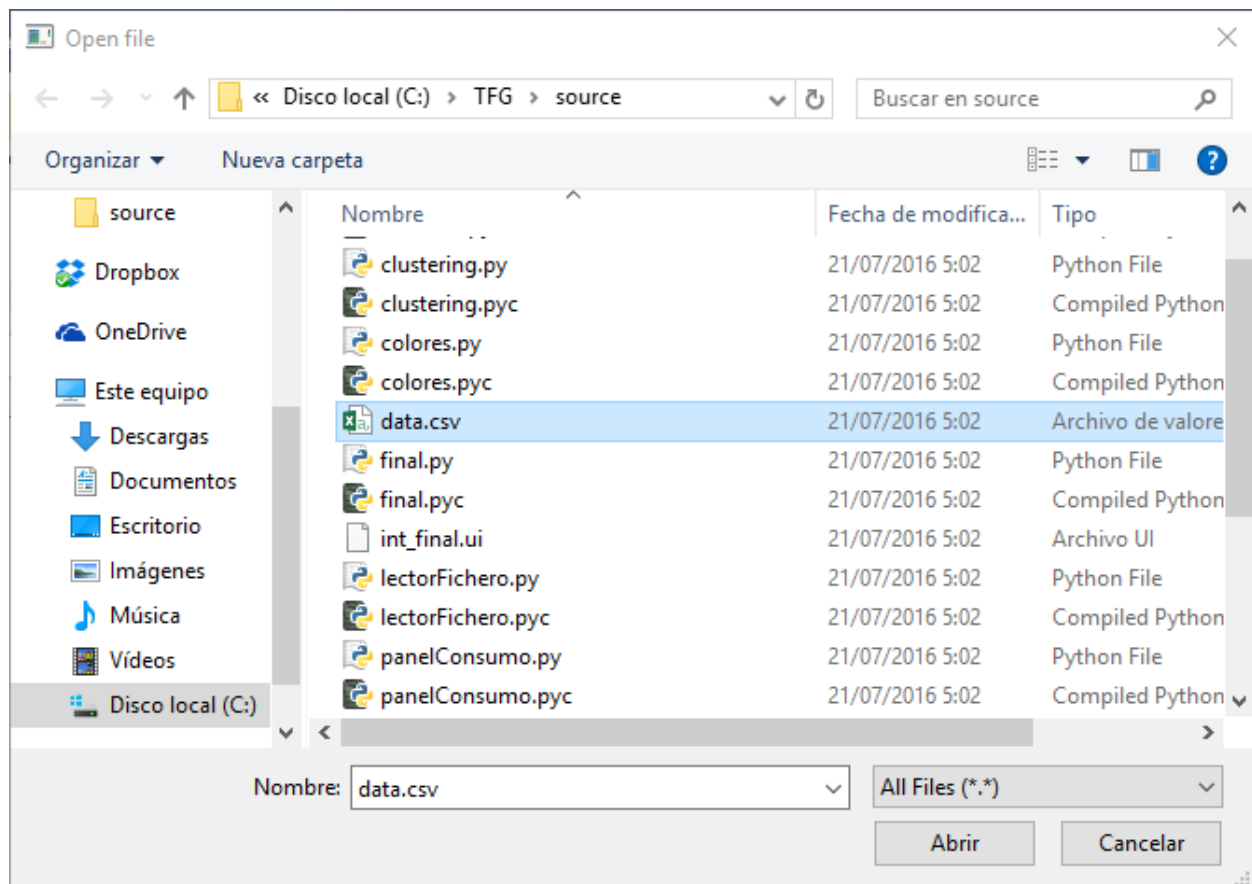 Open file
« Disco local (C:) > TFG > source
Buscar en source
Organizar
Nueva carpeta
source
Dropbox
OneDrive
Este equipo
Descargas
Documentos
Escritorio
Imágenes
Música
Vídeos
Disco local (C:)
Nombre Fecha de modifica... Tipo
clustering.py 21/07/2016 5:02 Python File
clustering.pyc 21/07/2016 5:02 Compiled Python
colores.py 21/07/2016 5:02 Python File
colores.pyc 21/07/2016 5:02 Compiled Python
data.csv 21/07/2016 5:02 Archivo de valore
final.py 21/07/2016 5:02 Python File
final.pyc 21/07/2016 5:02 Compiled Python
int_final.ui 21/07/2016 5:02 Archivo UI
lectorFichero.py 21/07/2016 5:02 Python File
lectorFichero.pyc 21/07/2016 5:02 Compiled Python
panelConsumo.py 21/07/2016 5:02 Python File
panelConsumo.pyc 21/07/2016 5:02 Compiled Python
Nombre: data.csv All Files (*.*)
Abrir Cancelar